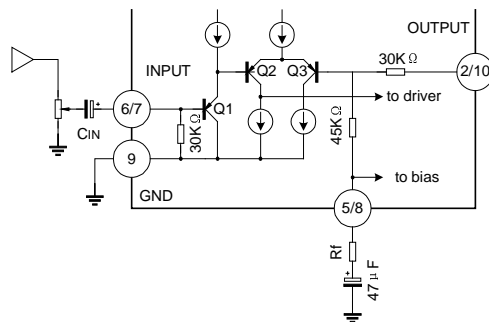 OUTPUT
INPUT
Q2
Q3
30KΩ
2/10
to driver
CIN
6/7
Q1
30KΩ
45KΩ
9
GND
to bias
5/8
Rf
47μF